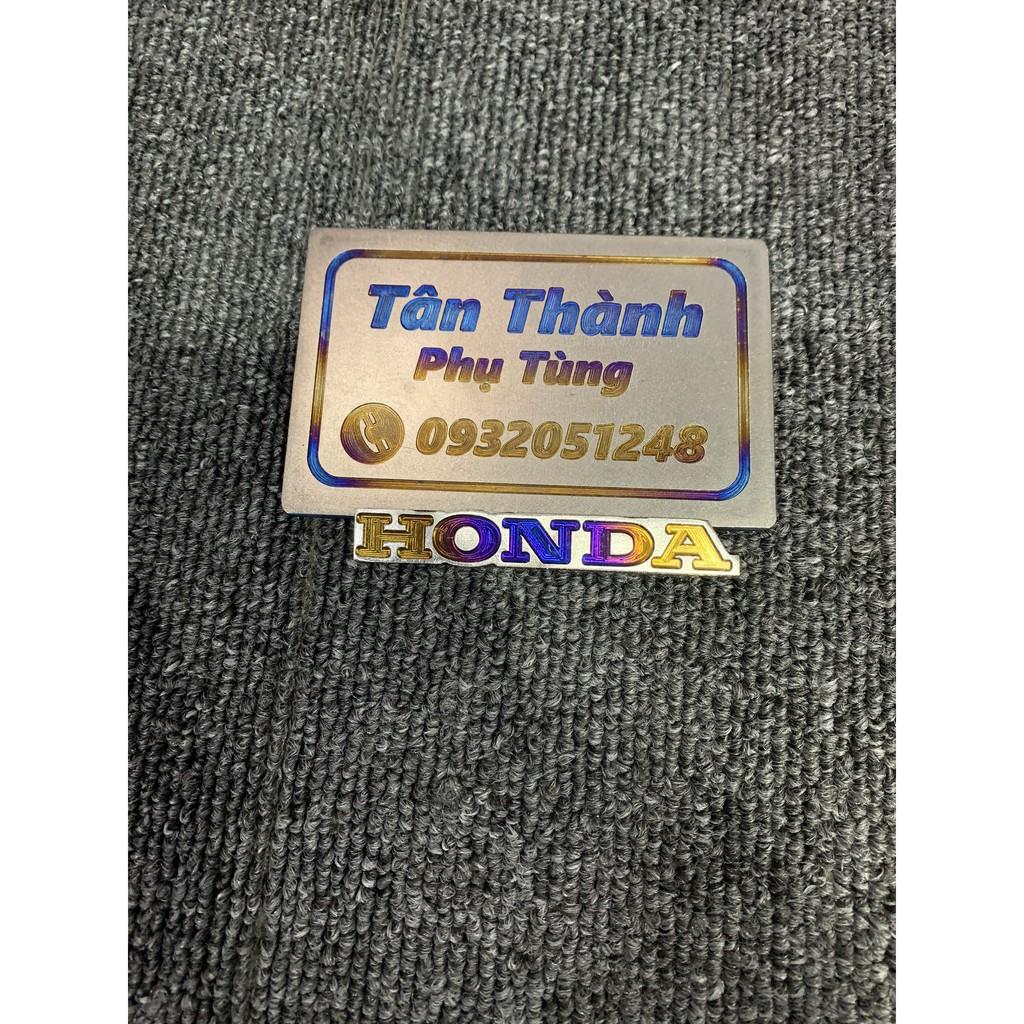 Tân Thành
Phụ Tùng
0932051248
HONDA